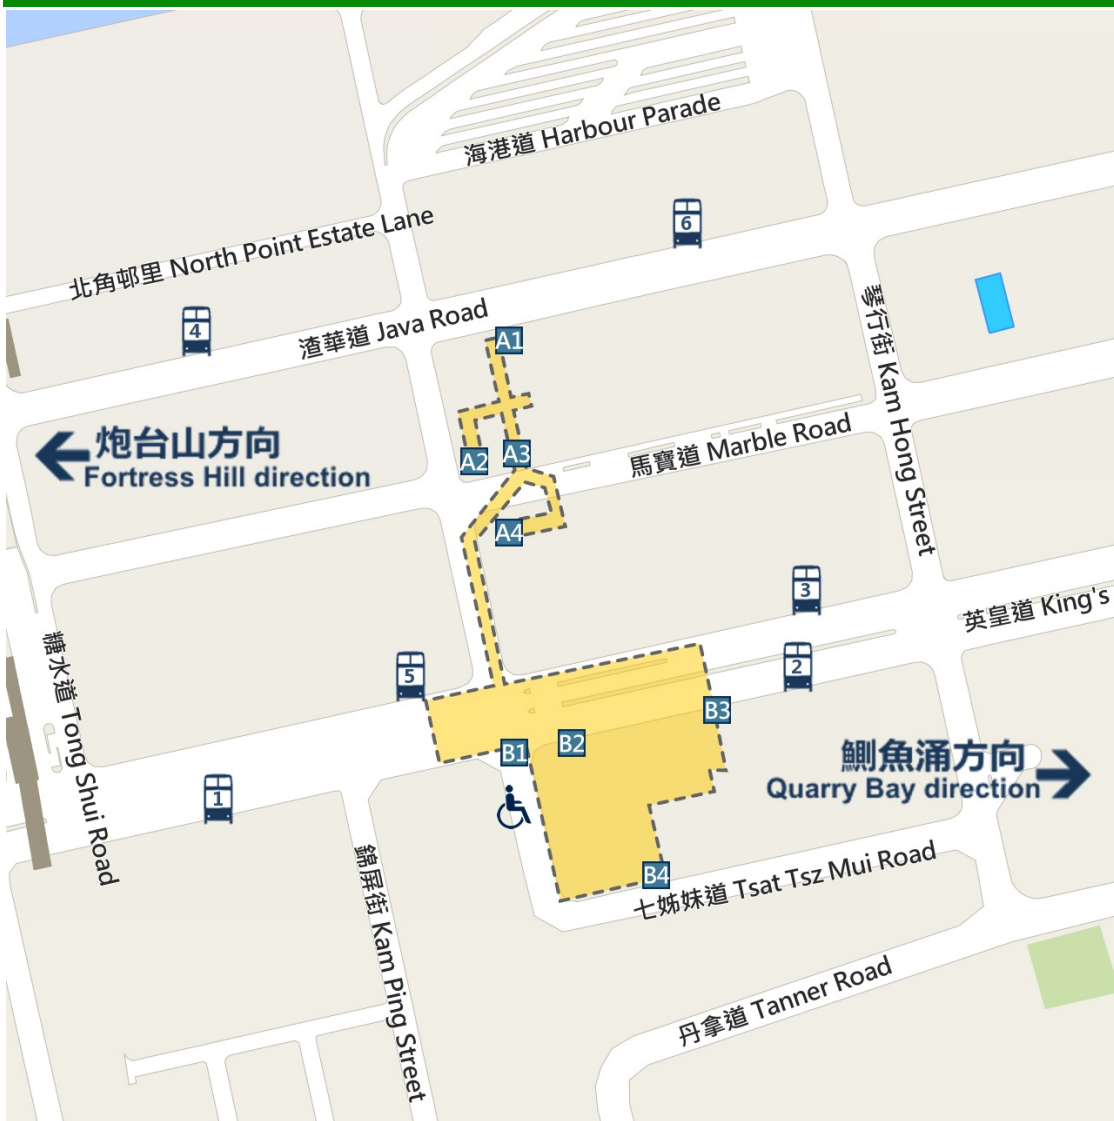 海港道 Harbour Parade
6
北角邨里 North Point Estate Lane
4
渣華道 Java Road
A1
琴行街 Kam Hong Street
炮台山方向
Fortress Hill direction
A2
A3
馬寶道 Marble Road
A4
3
英皇道 King's
糖水道 Tong Shui Road
5
2
B3
B1
B2
鰂魚涌方向
Quarry Bay direction
1
錦屏街 Kam Ping Street
B4
七姊妹道 Tsat Tsz Mui Road
丹拿道 Tanner Road